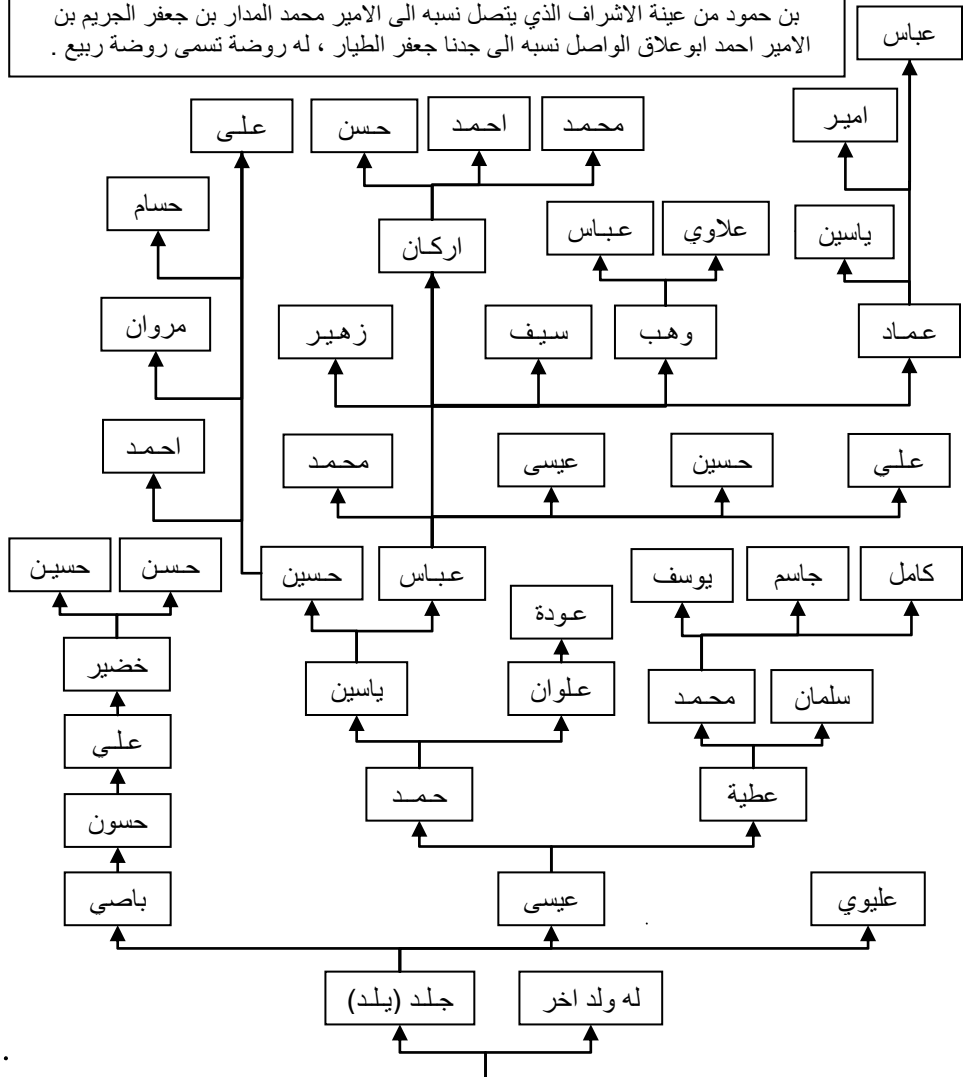 بن حمود من عينة الاشراف الذي يتصل نسبه الى الامير محمد المدار بن جعفر الجريم بن
الامير احمد ابوعلاق الواصل نسبه الى جدنا جعفر الطيار ، له روضة تسمى روضة ربيع .
عباس
امير
محمد
احمد
حسن
على
حسام
علاوي
عباس
اركان
ياسين
عماد
وهب
سيف
زهير
مروان
احمد
علي
حسين
عيسى
محمد
كامل
جاسم
يوسف
عباس
حسين
حسن
حسين
عودة
خضير
سلمان
محمد
علوان
ياسين
علي
عطية
حمد
حسون
عليوي
عيسى
باصي
له ولد اخر
جلد (يلد)
.